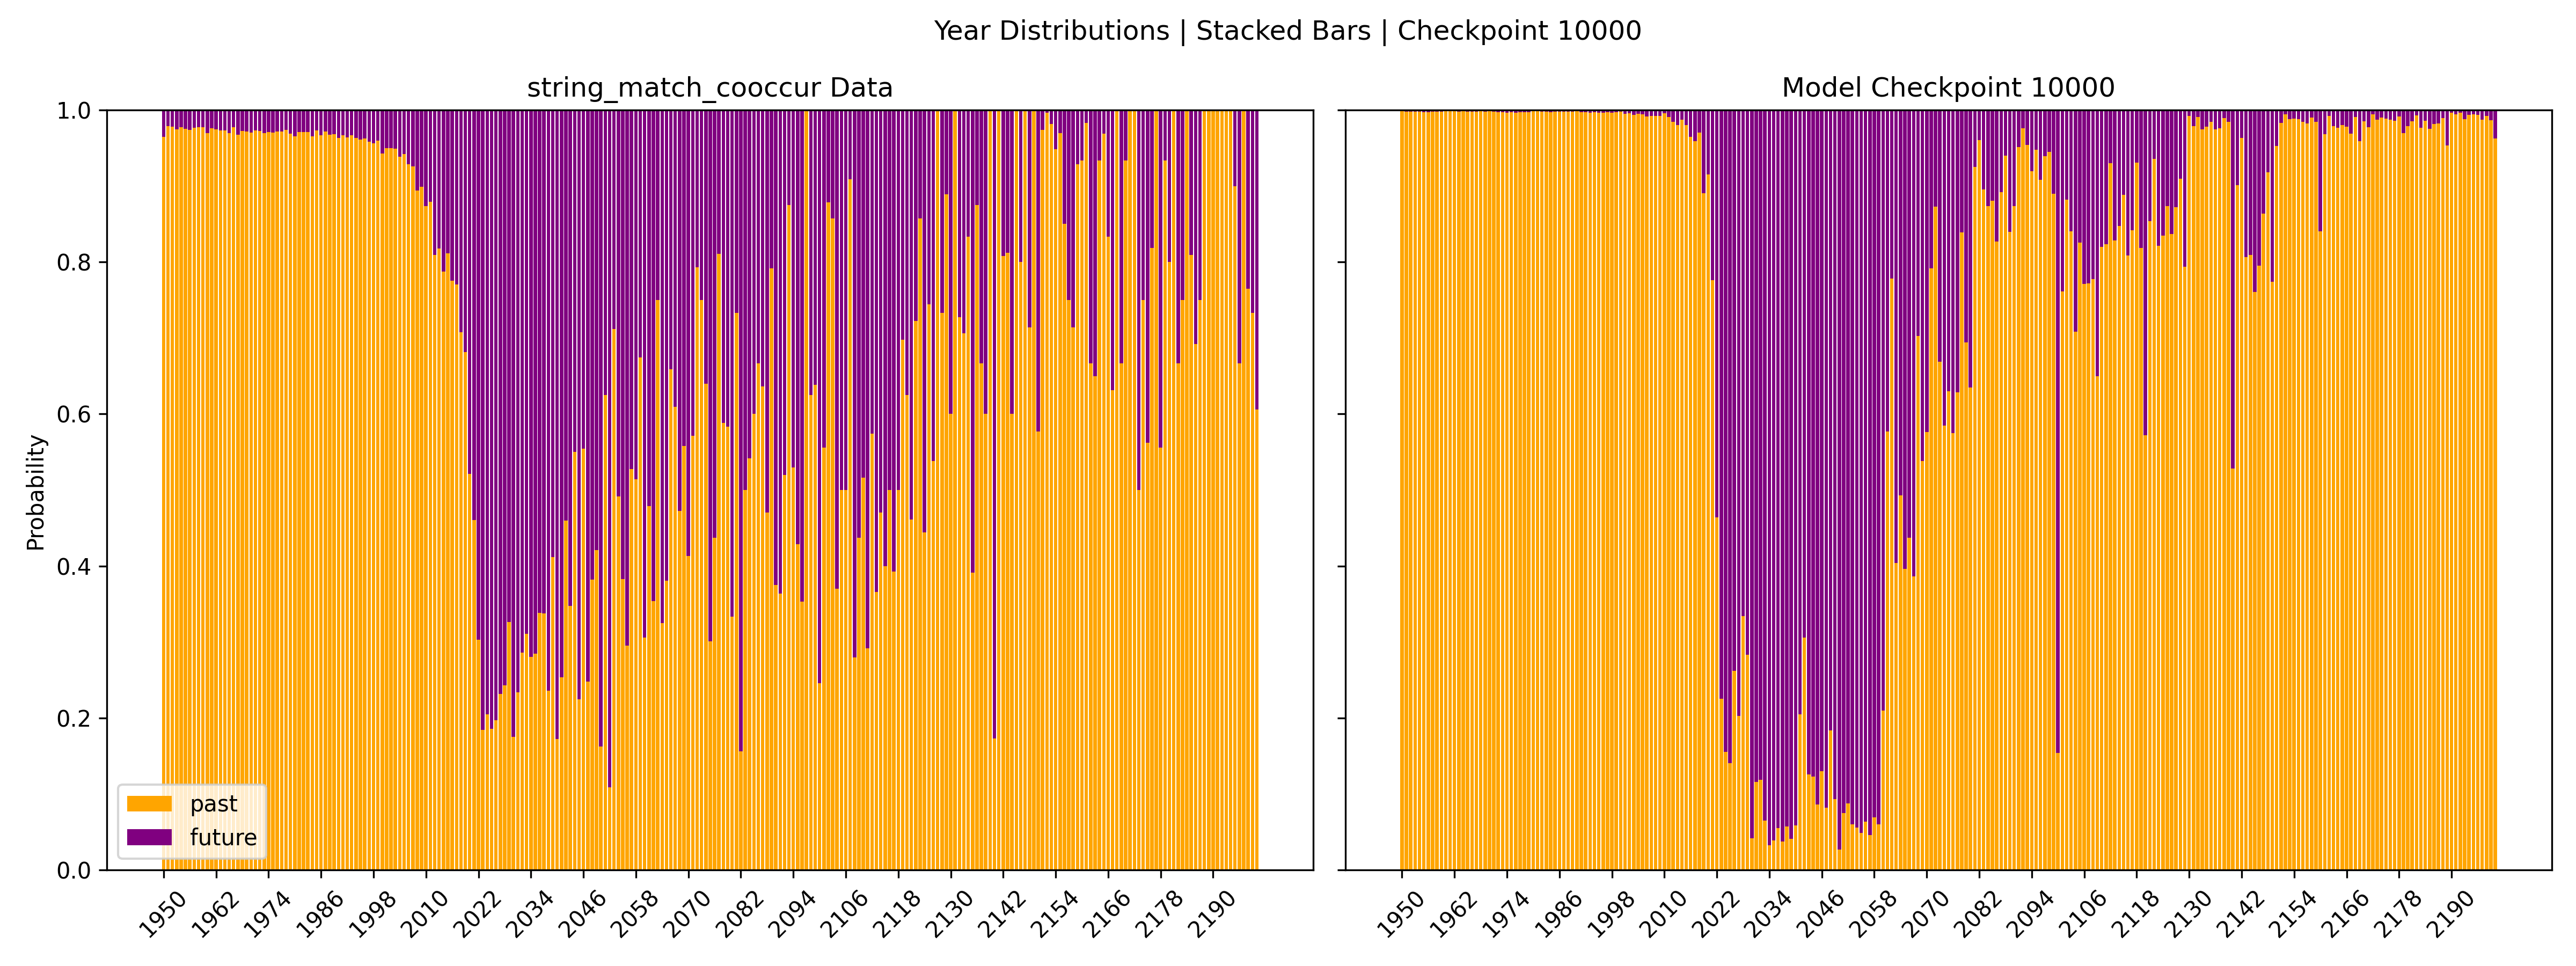 Year Distributions | Stacked Bars | Checkpoint 10000
string_match_cooccur Data
Model Checkpoint 10000
Probability
1.0
0.8
0.6
0.4
0.2
0.0
past
future
1950 1962 1974 1986 1998 2010 2022 2034 2046 2058 2070 2082 2094 2106 2118 2130 2142 2154 2166 2178 2190
1950 1962 1974 1986 1998 2010 2022 2034 2046 2058 2070 2082 2094 2106 2118 2130 2142 2154 2166 2178 2190